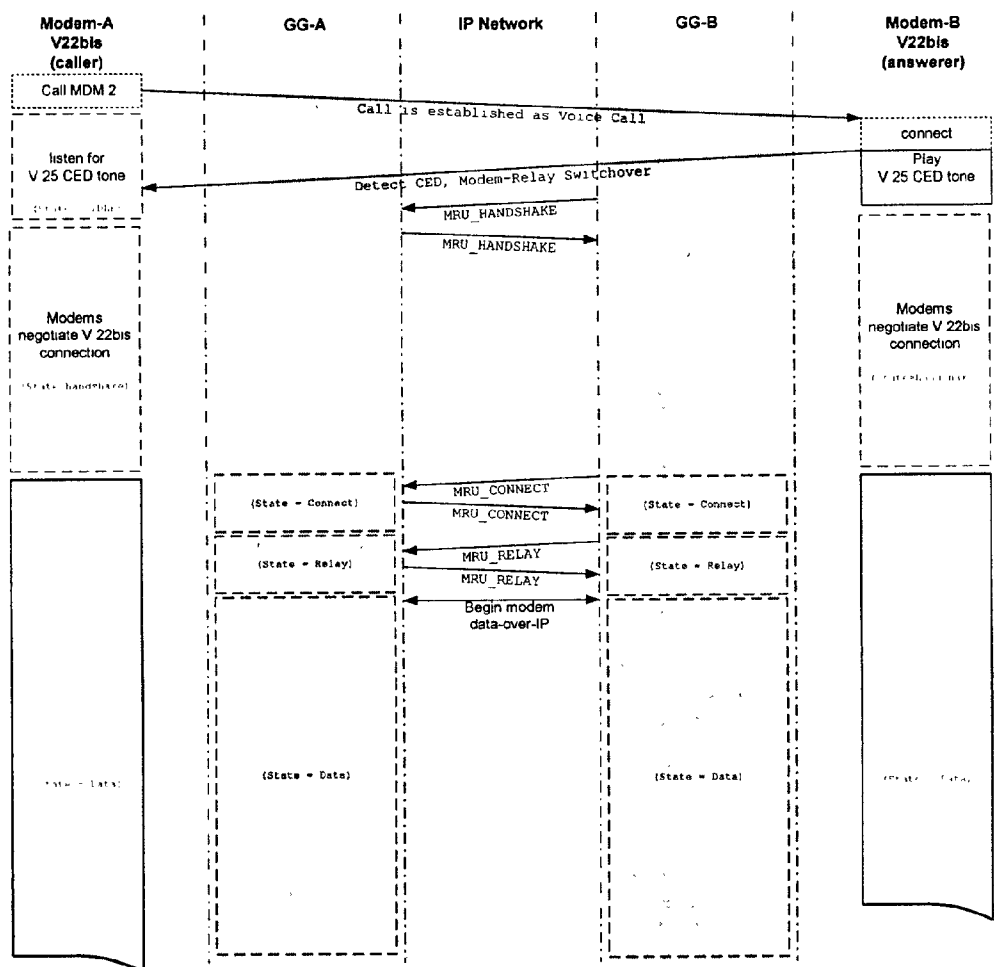 Modem-A
V22bis
(caller)
GG-A
IP Network
GG-B
Modem-B
V22bis
(answerer)
Call MDM 2
Call is established as Voice Call
connect
listen for
V 25 CED tone
Play
V 25 CED tone
Detect CED, Modem-Relay Switchover
MRU_HANDSHAKE
MRU_HANDSHAKE
Modems
negotiate V 22bis
connection
Modems
negotiate V 22bis
connection
(State
MRU_CONNECT
MRU_CONNECT
(State = Connect)
(State = Connect)
MRU_RELAY
MRU_RELAY
(State = Relay)
(State = Relay)
Begin modem
data-over-IP
Data)
(State = Data)
(State = Data)